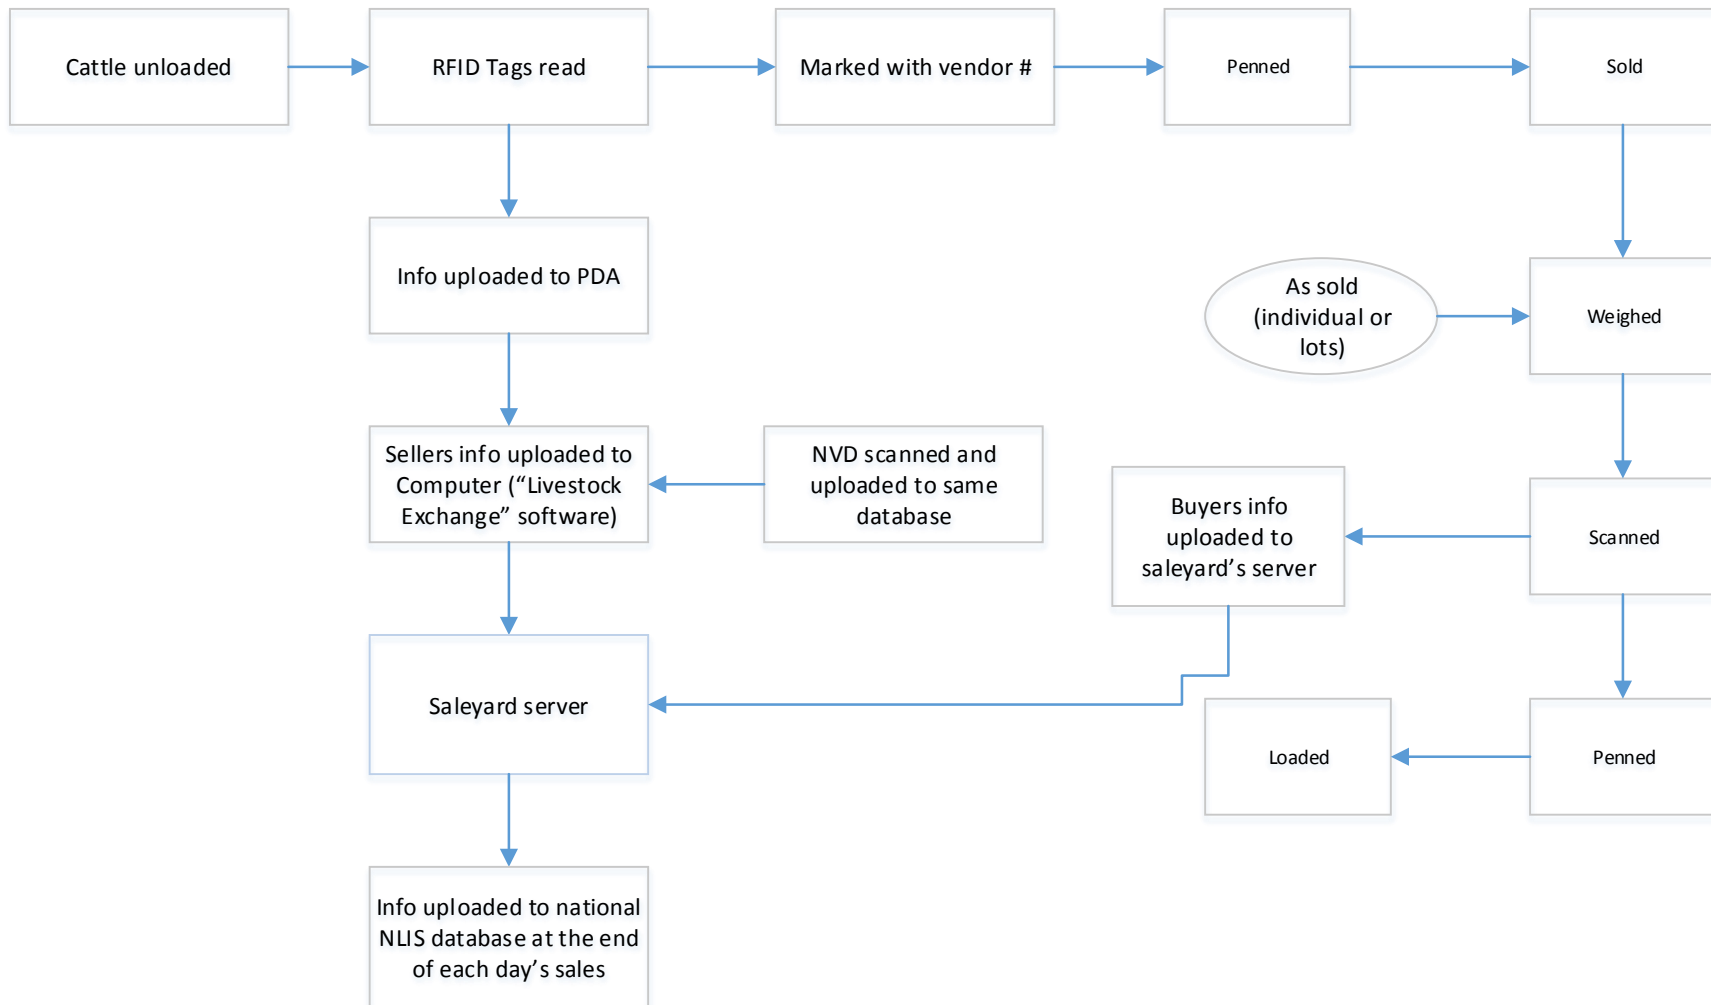 Cattle unloaded
RFID Tags read
Marked with vendor #
Penned
Sold
Info uploaded to PDA
As sold
(individual or
lots)
Weighed
Sellers info uploaded to
Computer (“Livestock
Exchange” software)
NVD scanned and
uploaded to same
database
Buyers info
uploaded to
saleyard’s server
Scanned
Saleyard server
Loaded
Penned
Info uploaded to national
NLIS database at the end
of each day’s sales